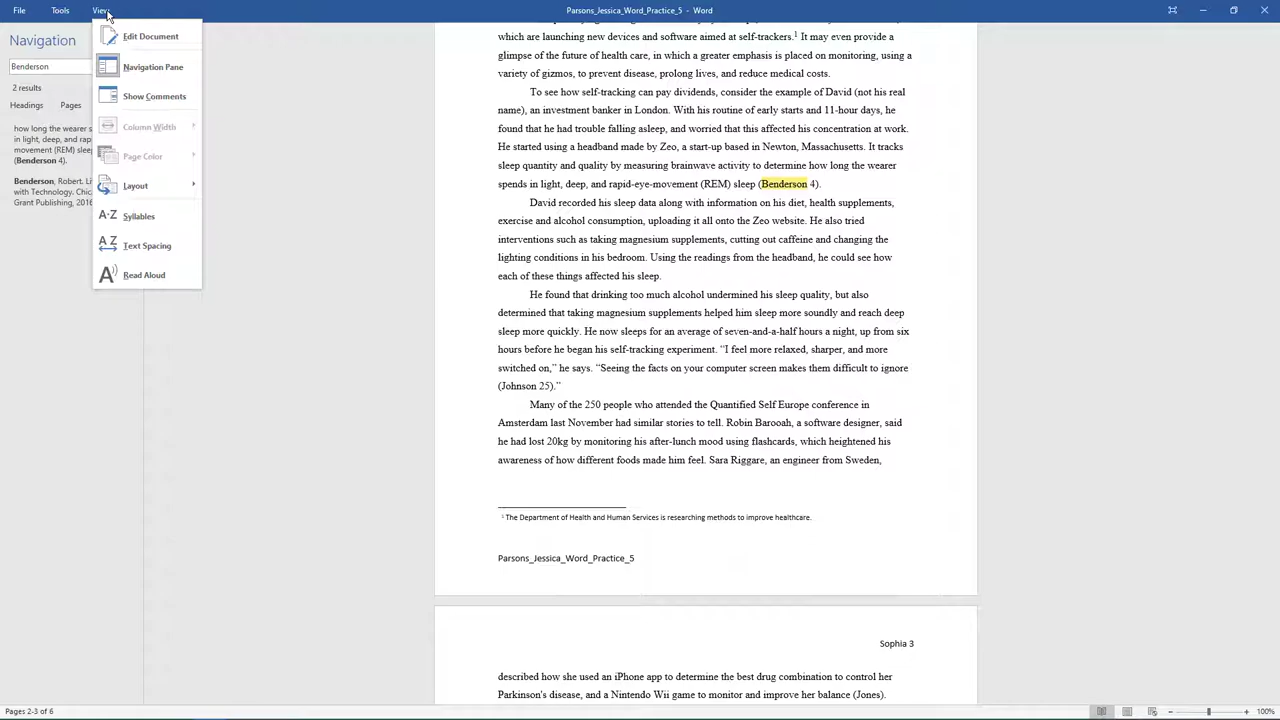 File Tools View Parsons_Jessica_Word_Practice_5 - Word
Edit Document
Navigation Pane
Show Comments
Column Width
Page Color
Layout
Syllables
Text Spacing
Read Aloud
Navigation
Benderson
2 results
Headings Pages
how long the wearer s
in light, deep, and rap
movement (REM) slee
(Benderson 4).
Benderson, Robert. Li
with Technology. Chic
Grant Publishing, 2016
which are launching new devices and software aimed at self-trackers.1 It may even provide a
glimpse of the future of health care, in which a greater emphasis is placed on monitoring, using a
variety of gizmos, to prevent disease, prolong lives, and reduce medical costs.
To see how self-tracking can pay dividends, consider the example of David (not his real
name), an investment banker in London. With his routine of early starts and 11-hour days, he
found that he had trouble falling asleep, and worried that this affected his concentration at work.
He started using a headband made by Zeo, a start-up based in Newton, Massachusetts. It tracks
sleep quantity and quality by measuring brainwave activity to determine how long the wearer
spends in light, deep, and rapid-eye-movement (REM) sleep (Benderson 4).
David recorded his sleep data along with information on his diet, health supplements,
exercise and alcohol consumption, uploading it all onto the Zeo website. He also tried
interventions such as taking magnesium supplements, cutting out caffeine and changing the
lighting conditions in his bedroom. Using the readings from the headband, he could see how
each of these things affected his sleep.
He found that drinking too much alcohol undermined his sleep quality, but also
determined that taking magnesium supplements helped him sleep more soundly and reach deep
sleep more quickly. He now sleeps for an average of seven-and-a-half hours a night, up from six
hours before he began his self-tracking experiment. “I feel more relaxed, sharper, and more
switched on,” he says. “Seeing the facts on your computer screen makes them difficult to ignore
(Johnson 25).”
Many of the 250 people who attended the Quantified Self Europe conference in
Amsterdam last November had similar stories to tell. Robin Barooah, a software designer, said
he had lost 20kg by monitoring his after-lunch mood using flashcards, which heightened his
awareness of how different foods made him feel. Sara Riggare, an engineer from Sweden,
1 The Department of Health and Human Services is researching methods to improve healthcare.
Parsons_Jessica_Word_Practice_5
Sophia 3
described how she used an iPhone app to determine the best drug combination to control her
Parkinson's disease, and a Nintendo Wii game to monitor and improve her balance (Jones).
Pages 2-3 of 6 100%